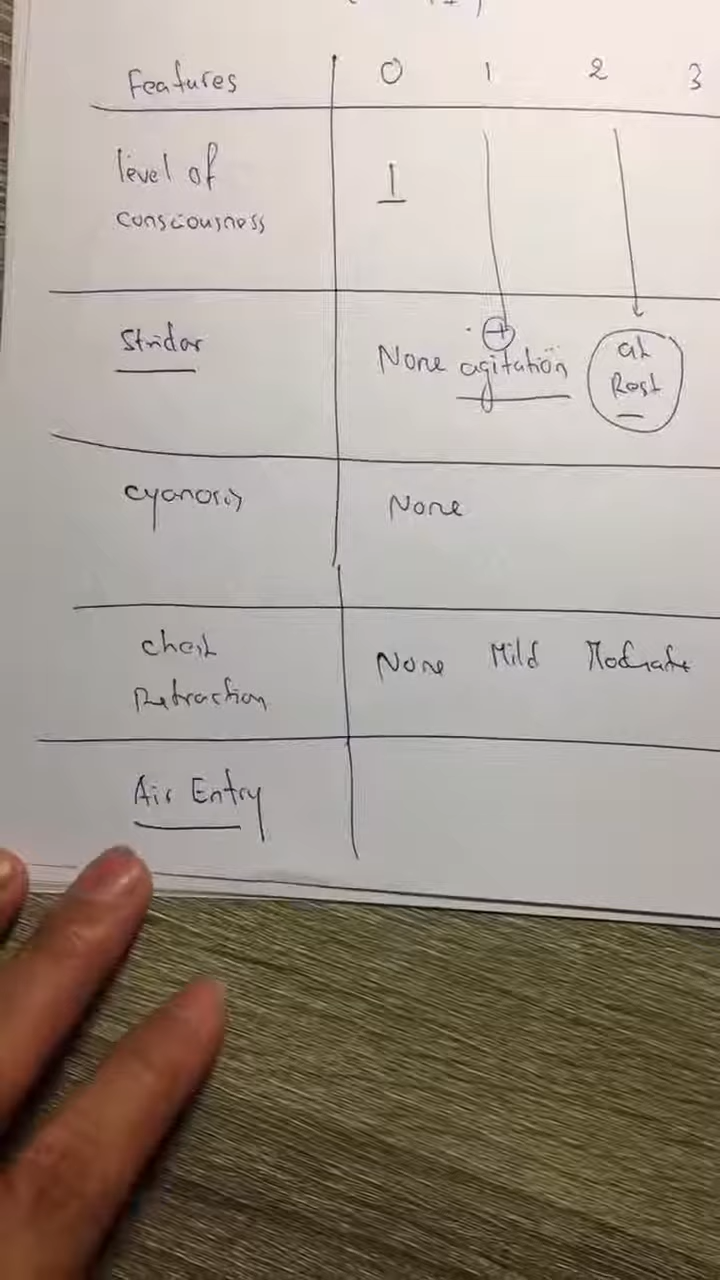 Features 0 1 2 3
level of
consciousness
Stridor
None agitation
at
Rest
cyanosis
None
chest
Retraction
None Mild Moderate
Air Entry